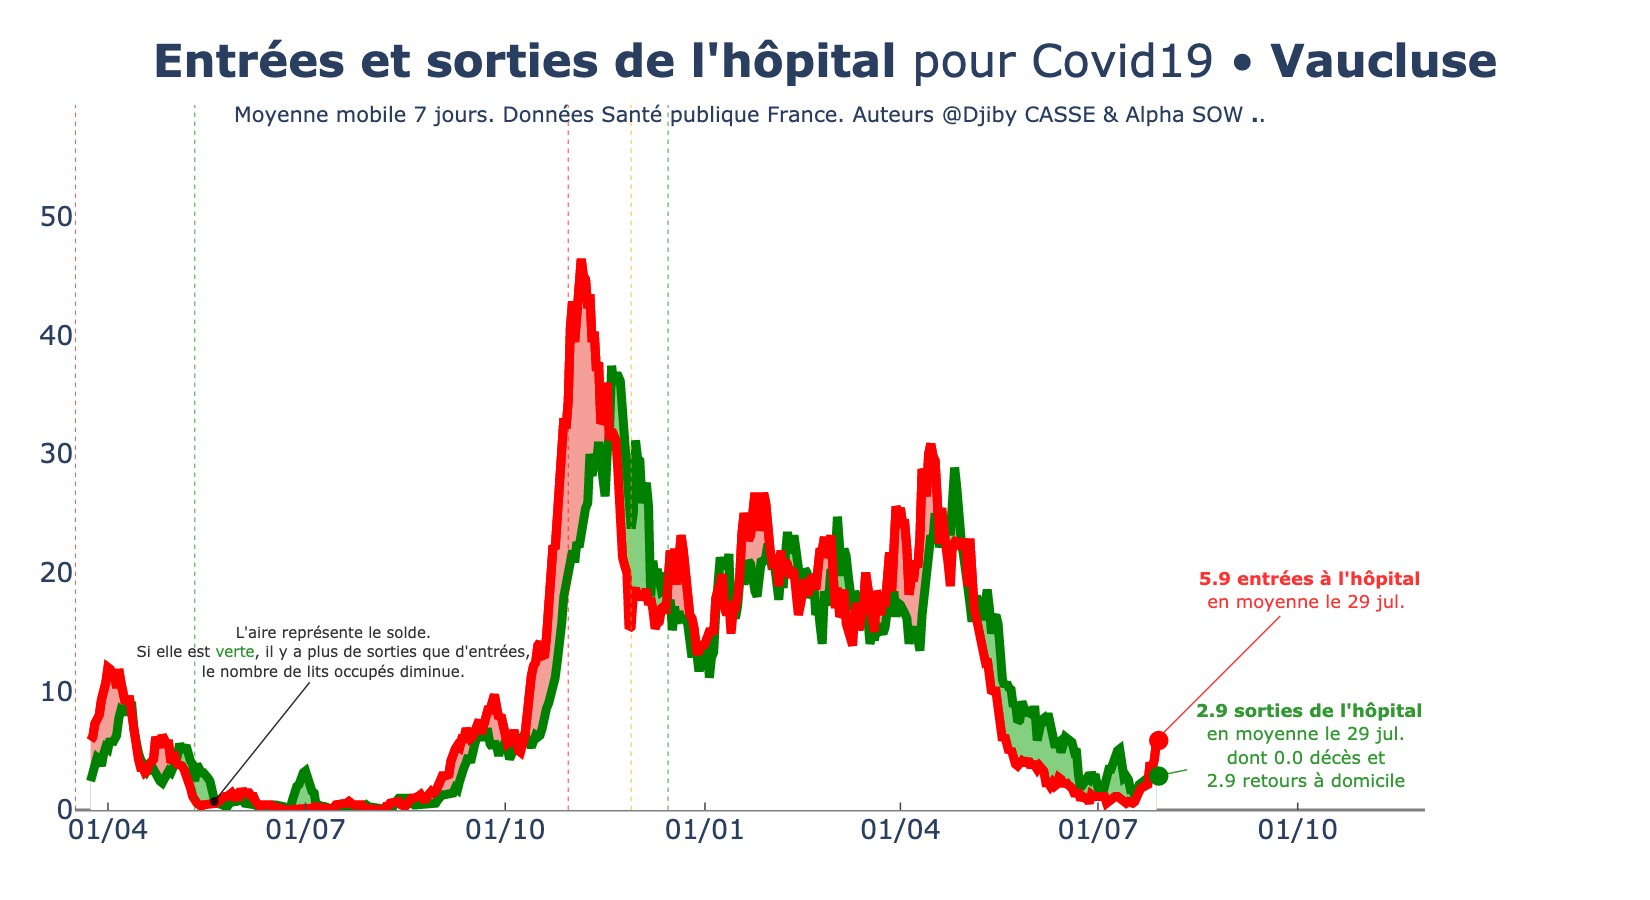 Entrées et sorties de l'hôpital pour Covid19 • Vaucluse
Moyenne mobile 7 jours. Données Santé publique France. Auteurs @Djiby CASSE & Alpha SOW ..
50
40
30
20
10
0
L'aire représente le solde.
Si elle est verte, il y a plus de sorties que d'entrées,
le nombre de lits occupés diminue.
5.9 entrées à l'hôpital
en moyenne le 29 jul.
2.9 sorties de l'hôpital
en moyenne le 29 jul.
dont 0.0 décès et
2.9 retours à domicile
01/04 01/07 01/10 01/01 01/04 01/07 01/10